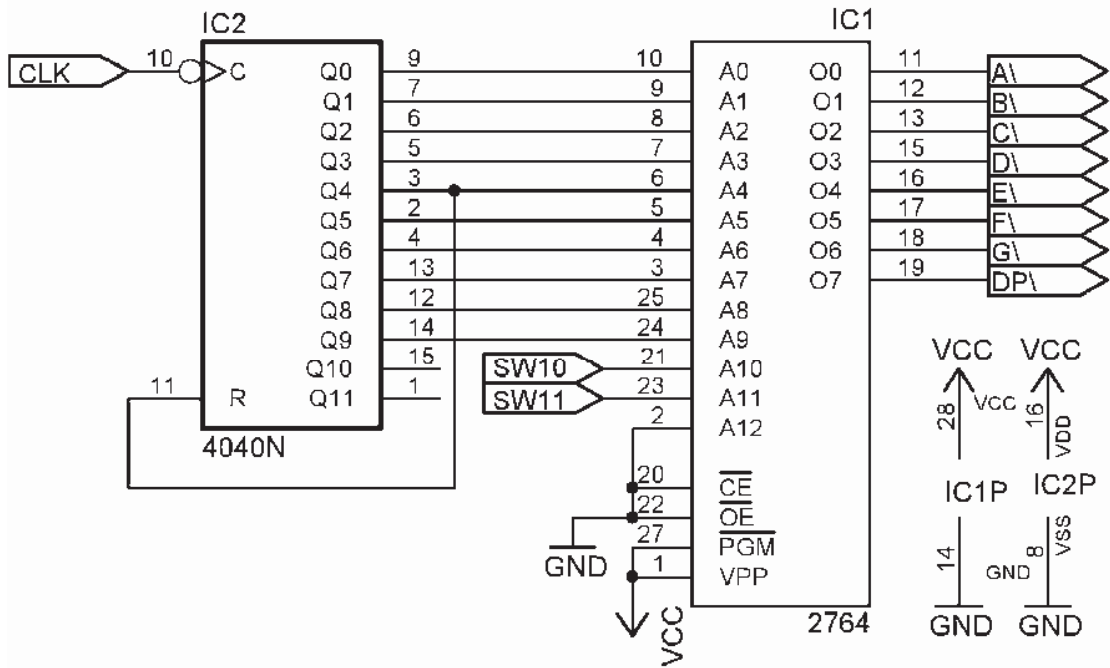 IC2
IC1
CLK
10
C
Q0 9
Q1 7
Q2 6
Q3 5
Q4 3
Q5 2
Q6 4
Q7 13
Q8 12
Q9 14
Q10 15
Q11 1
11
R
4040N
10 A0
9 A1
8 A2
7 A3
6 A4
5 A5
4 A6
3 A7
25 A8
24 A9
SW10 21 A10
SW11 23 A11
2 A12
20 CE
22 OE
27 PGM
1 VPP
GND
VCC
2764
O0 11 A\
O1 12 B\
O2 13 C\
O3 15 D\
O4 16 E\
O5 17 F\
O6 18 G\
O7 19 DP\
VCC VCC
28 VCC
16 VDD
IC1P IC2P
14 GND
8 VSS
GND GND